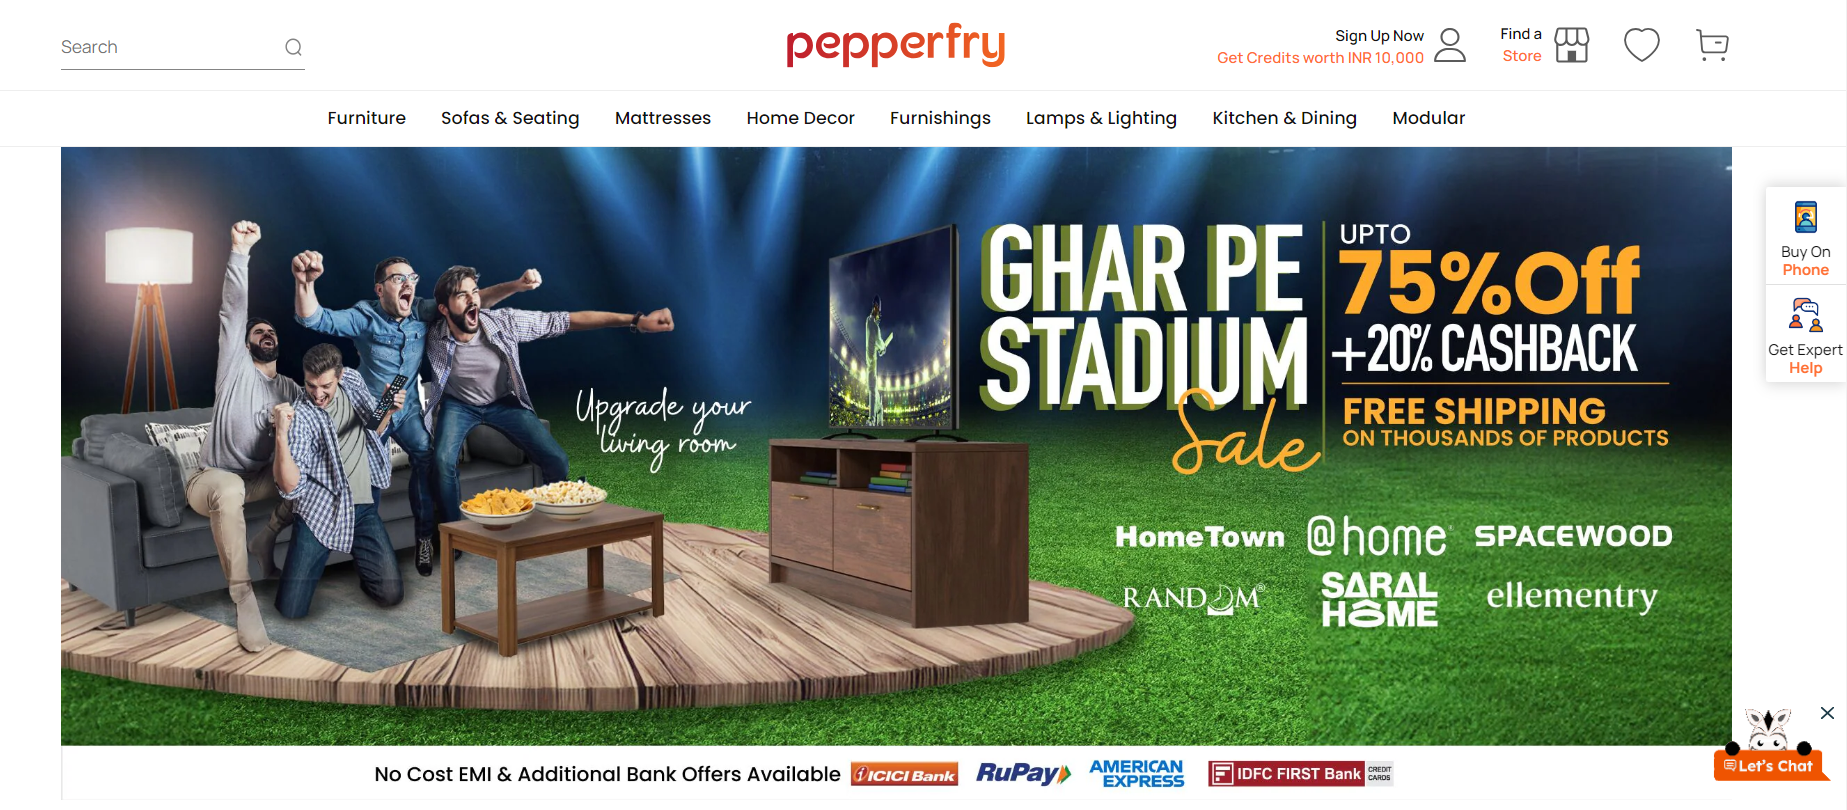 Search
pepperfry
Sign Up Now
Get Credits worth INR 10,000
Find a
Store
Furniture
Sofas & Seating
Mattresses
Home Decor
Furnishings
Lamps & Lighting
Kitchen & Dining
Modular
Upgrade your
living room
GHAR PE
STADIUM
Sale
UPTO
75% Off
+20% CASHBACK
FREE SHIPPING
ON THOUSANDS OF PRODUCTS
HomeTown
@home
SPACEWOOD
RANDOM®
SARAL
HOME
ellementry
Buy On
Phone
Get Expert
Help
Let's Chat
No Cost EMI & Additional Bank Offers Available
ICICI Bank
RuPay
AMERICAN
EXPRESS
IDFC FIRST Bank
CREDIT
CARDS